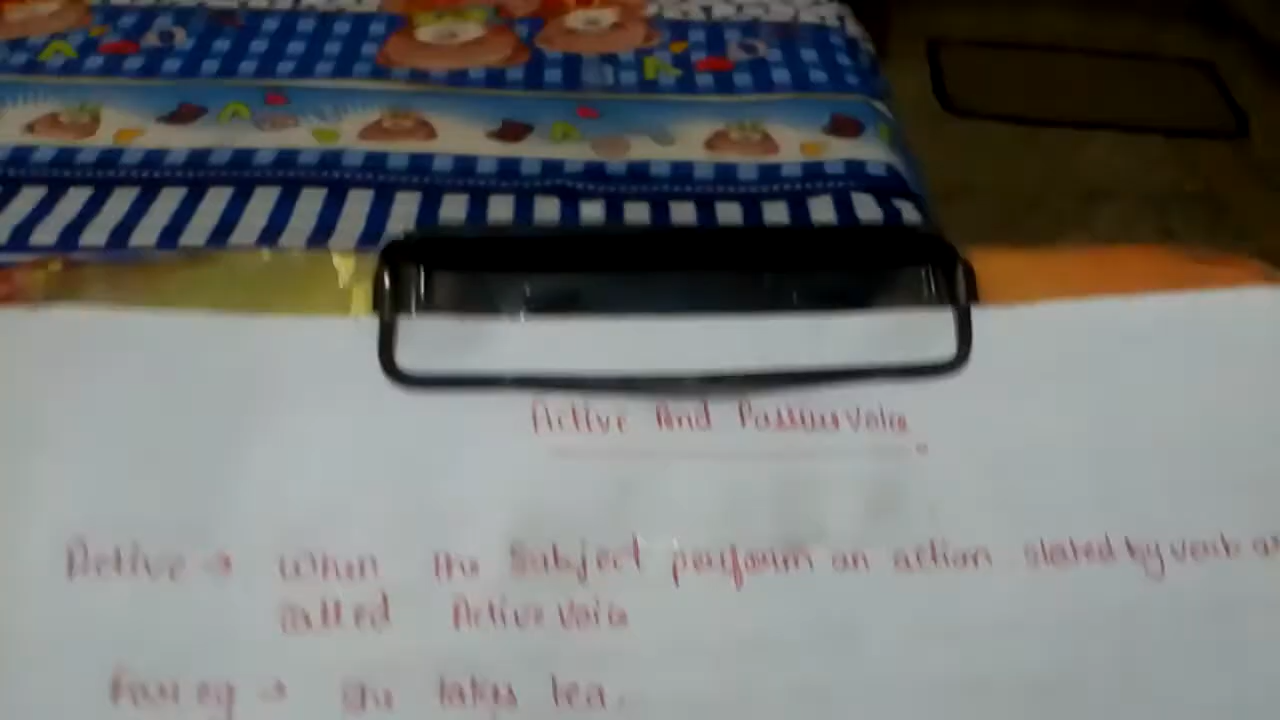 Active And Passive Voice
Active → When the Subject perform an action stated by verb
called Active Voice
For eg → She takes tea.